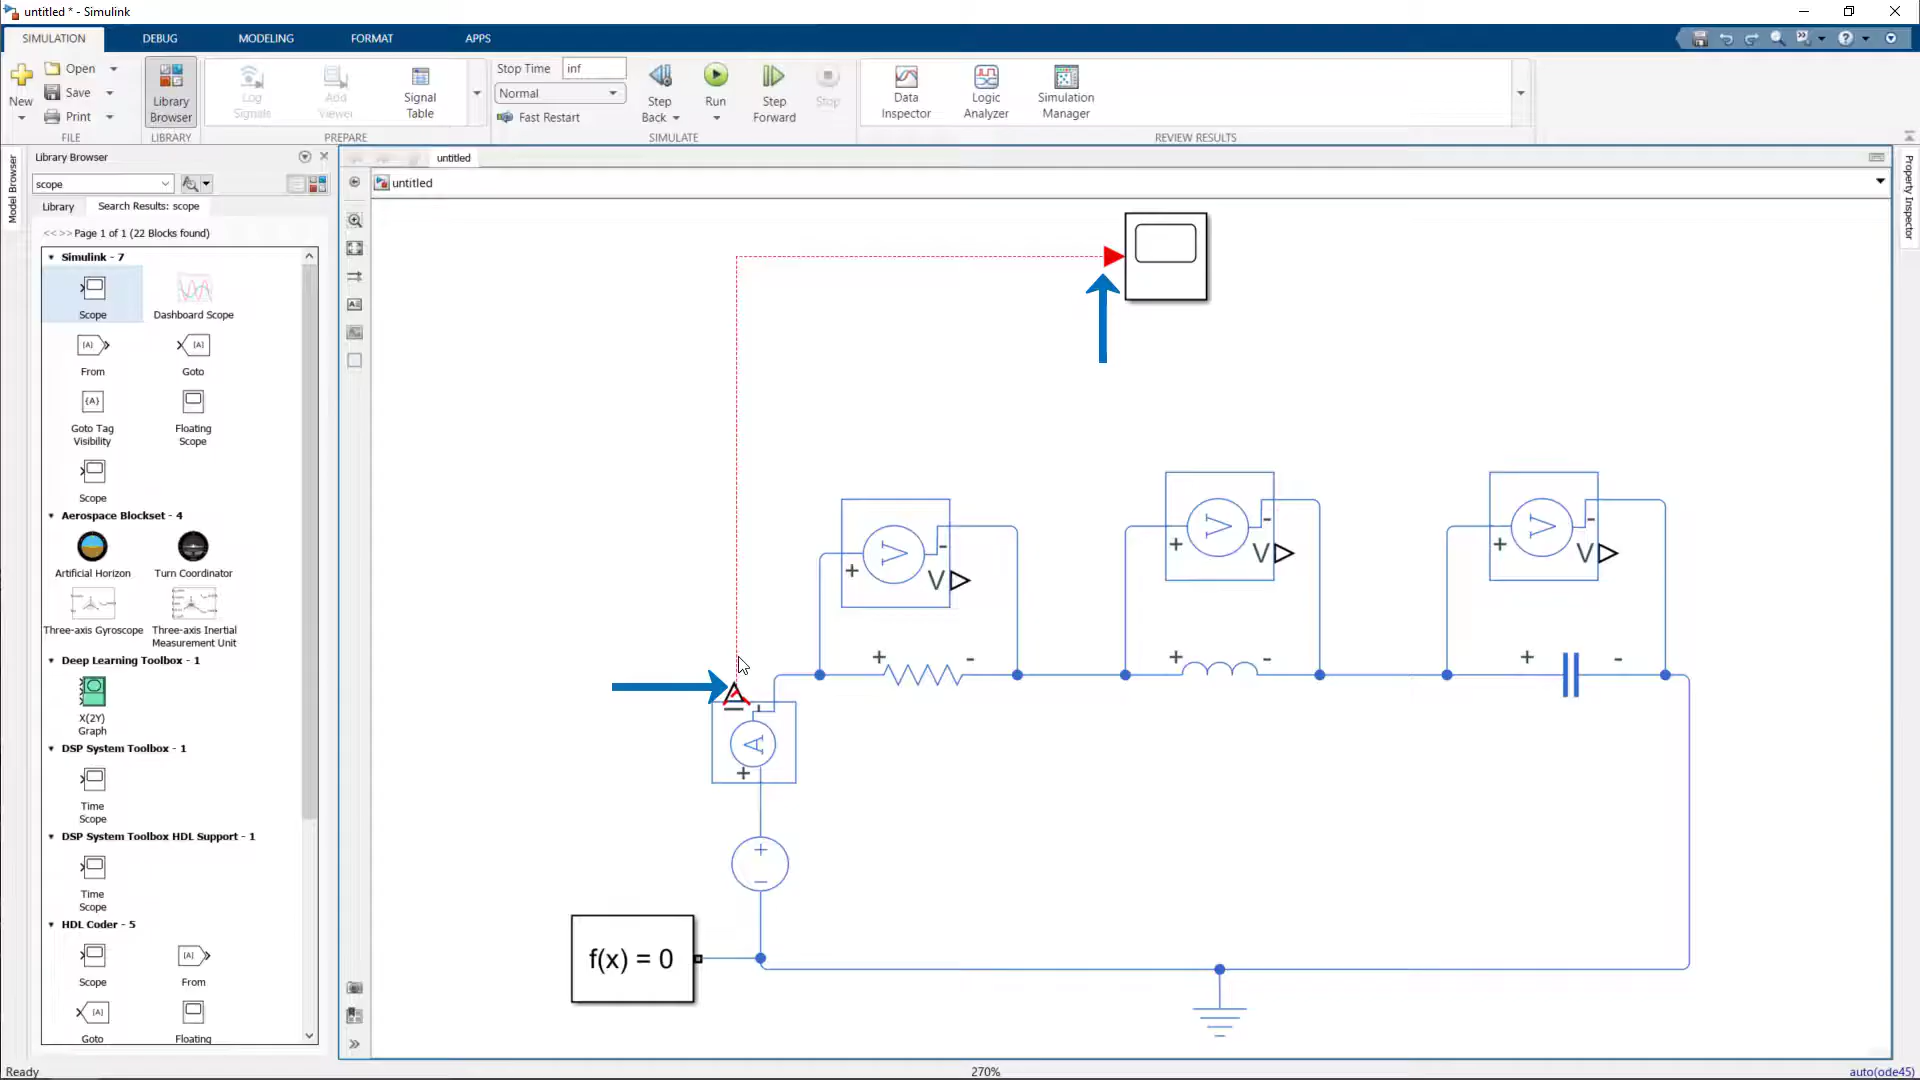 untitled * - Simulink
SIMULATION DEBUG MODELING FORMAT APPS
New
Open
Save
Print
FILE
Library
Browser
LIBRARY
Log
Signals
Add
Viewer
Signal
Table
PREPARE
Stop Time inf
Normal
Fast Restart
Step
Back
Run
Step
Forward
Stop
SIMULATE
Data
Inspector
Logic
Analyzer
Simulation
Manager
REVIEW RESULTS
Model Browser
Library Browser
scope
Library Search Results: scope
<< >> Page 1 of 1 (22 Blocks found)
Simulink - 7
Scope Dashboard Scope
[A] [A]
From Goto
{A}
Goto Tag
Visibility
Floating
Scope
Scope
Aerospace Blockset - 4
Artificial Horizon Turn Coordinator
Three-axis Gyroscope
Three-axis Inertial
Measurement Unit
Deep Learning Toolbox - 1
X(2Y)
Graph
DSP System Toolbox - 1
Time
Scope
DSP System Toolbox HDL Support - 1
Time
Scope
HDL Coder - 5
[A]
Scope From
[A]
Goto Floating
untitled
untitled
Property Inspector
V - + V
V - + V
V - + V
+ -
+ -
+ -
I
A
+
+
−
f(x) = 0
Ready 270% auto(ode45)